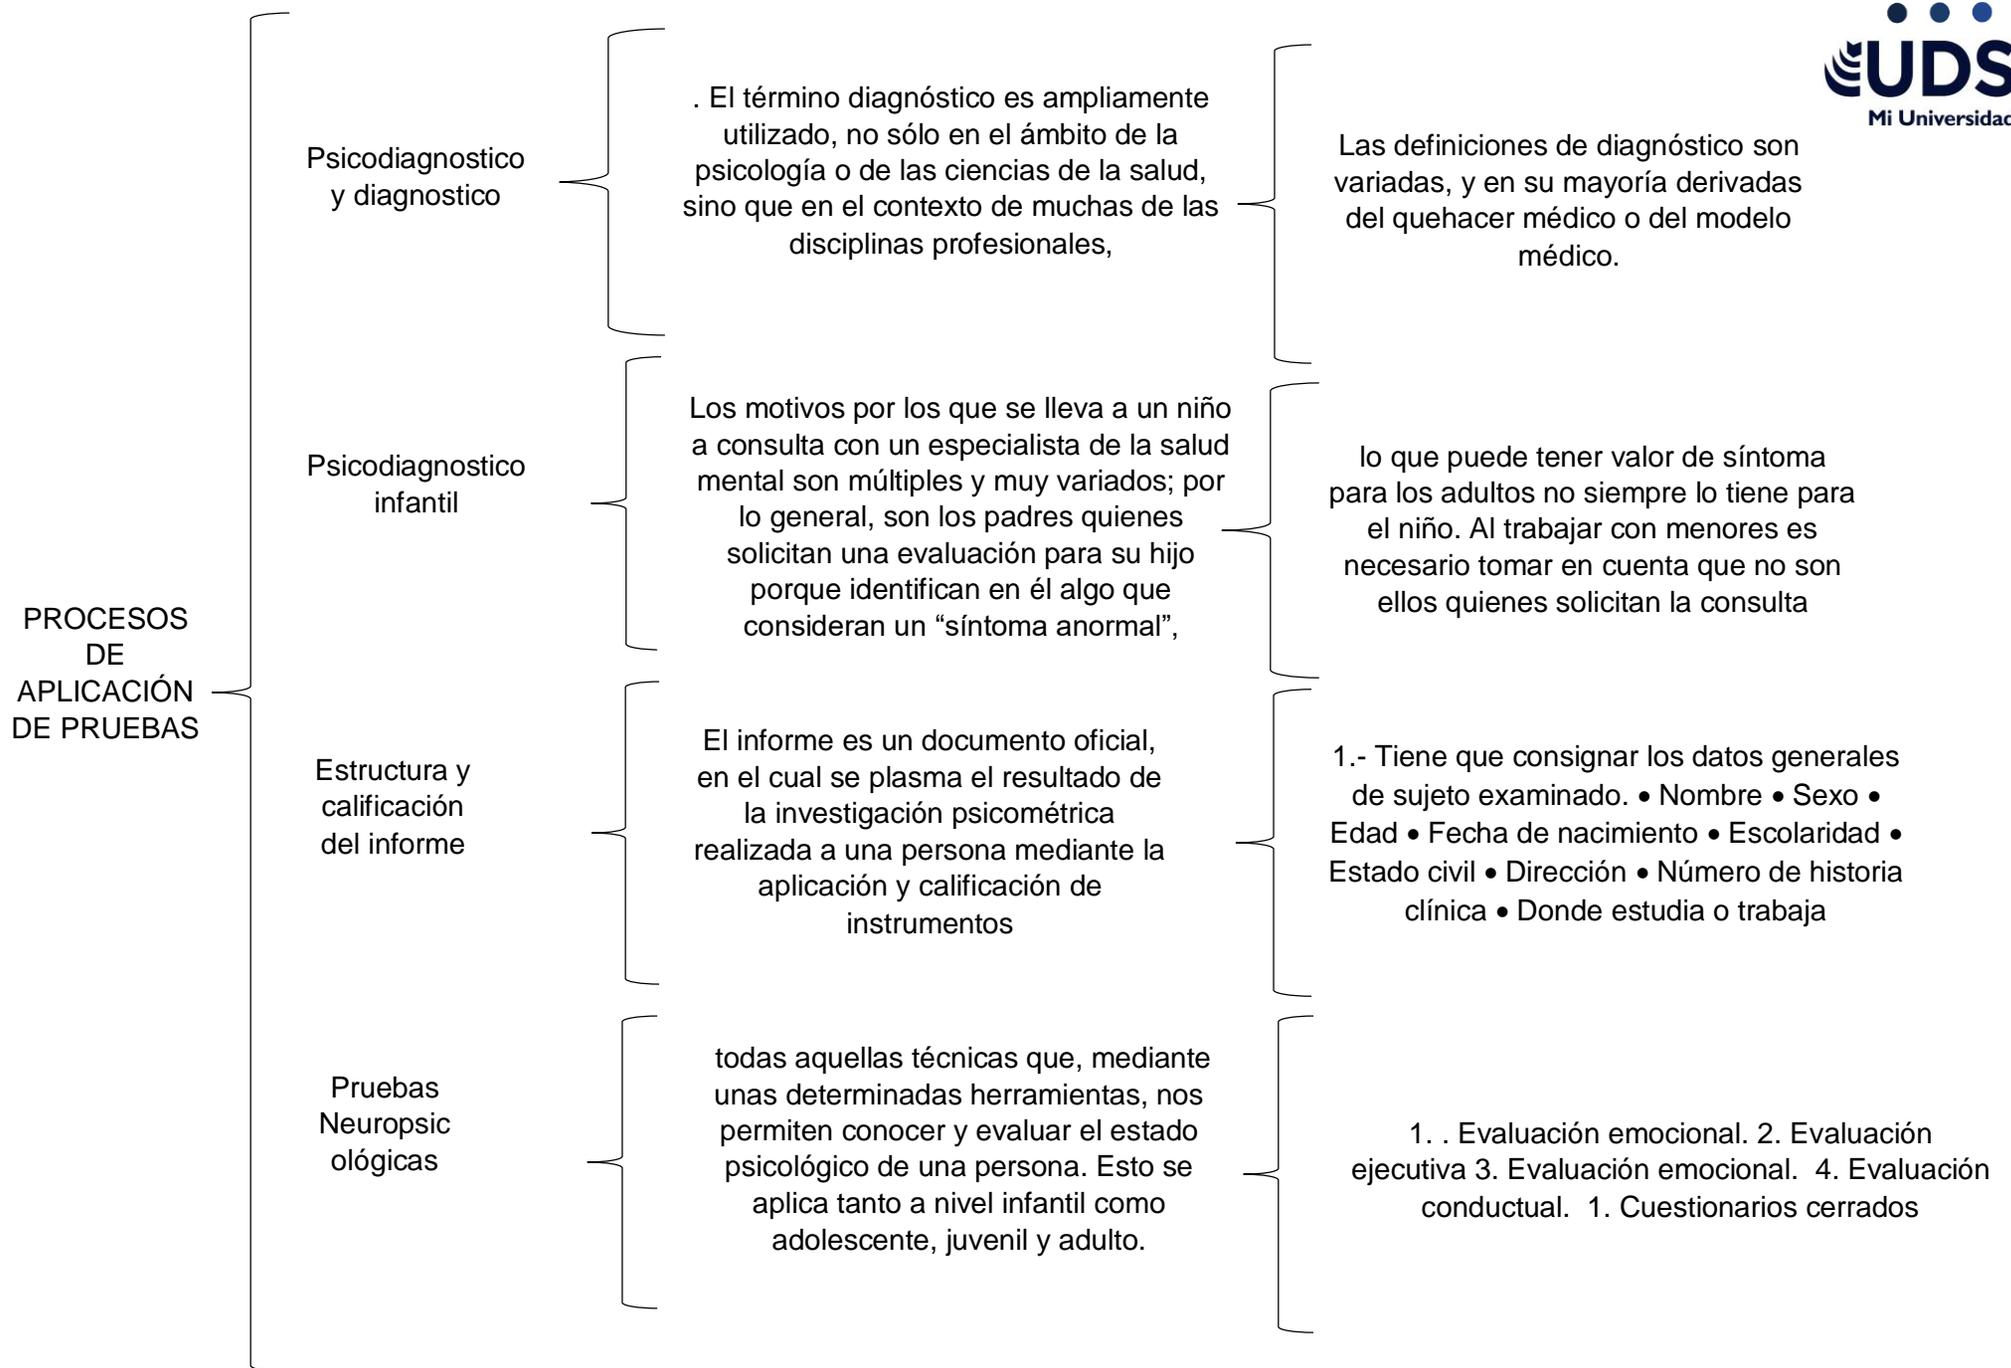 UDS
Mi Universidad
PROCESOS
DE
APLICACIÓN
DE PRUEBAS
Psicodiagnostico
y diagnostico
. El término diagnóstico es ampliamente
utilizado, no sólo en el ámbito de la
psicología o de las ciencias de la salud,
sino que en el contexto de muchas de las
disciplinas profesionales,
Las definiciones de diagnóstico son
variadas, y en su mayoría derivadas
del quehacer médico o del modelo
médico.
Psicodiagnostico
infantil
Los motivos por los que se lleva a un niño
a consulta con un especialista de la salud
mental son múltiples y muy variados; por
lo general, son los padres quienes
solicitan una evaluación para su hijo
porque identifican en él algo que
consideran un “síntoma anormal”,
lo que puede tener valor de síntoma
para los adultos no siempre lo tiene para
el niño. Al trabajar con menores es
necesario tomar en cuenta que no son
ellos quienes solicitan la consulta
Estructura y
calificación
del informe
El informe es un documento oficial,
en el cual se plasma el resultado de
la investigación psicométrica
realizada a una persona mediante la
aplicación y calificación de
instrumentos
1.- Tiene que consignar los datos generales
de sujeto examinado. • Nombre • Sexo •
Edad • Fecha de nacimiento • Escolaridad •
Estado civil • Dirección • Número de historia
clínica • Donde estudia o trabaja
Pruebas
Neuropsic
ológicas
todas aquellas técnicas que, mediante
unas determinadas herramientas, nos
permiten conocer y evaluar el estado
psicológico de una persona. Esto se
aplica tanto a nivel infantil como
adolescente, juvenil y adulto.
1. . Evaluación emocional. 2. Evaluación
ejecutiva 3. Evaluación emocional. 4. Evaluación
conductual. 1. Cuestionarios cerrados